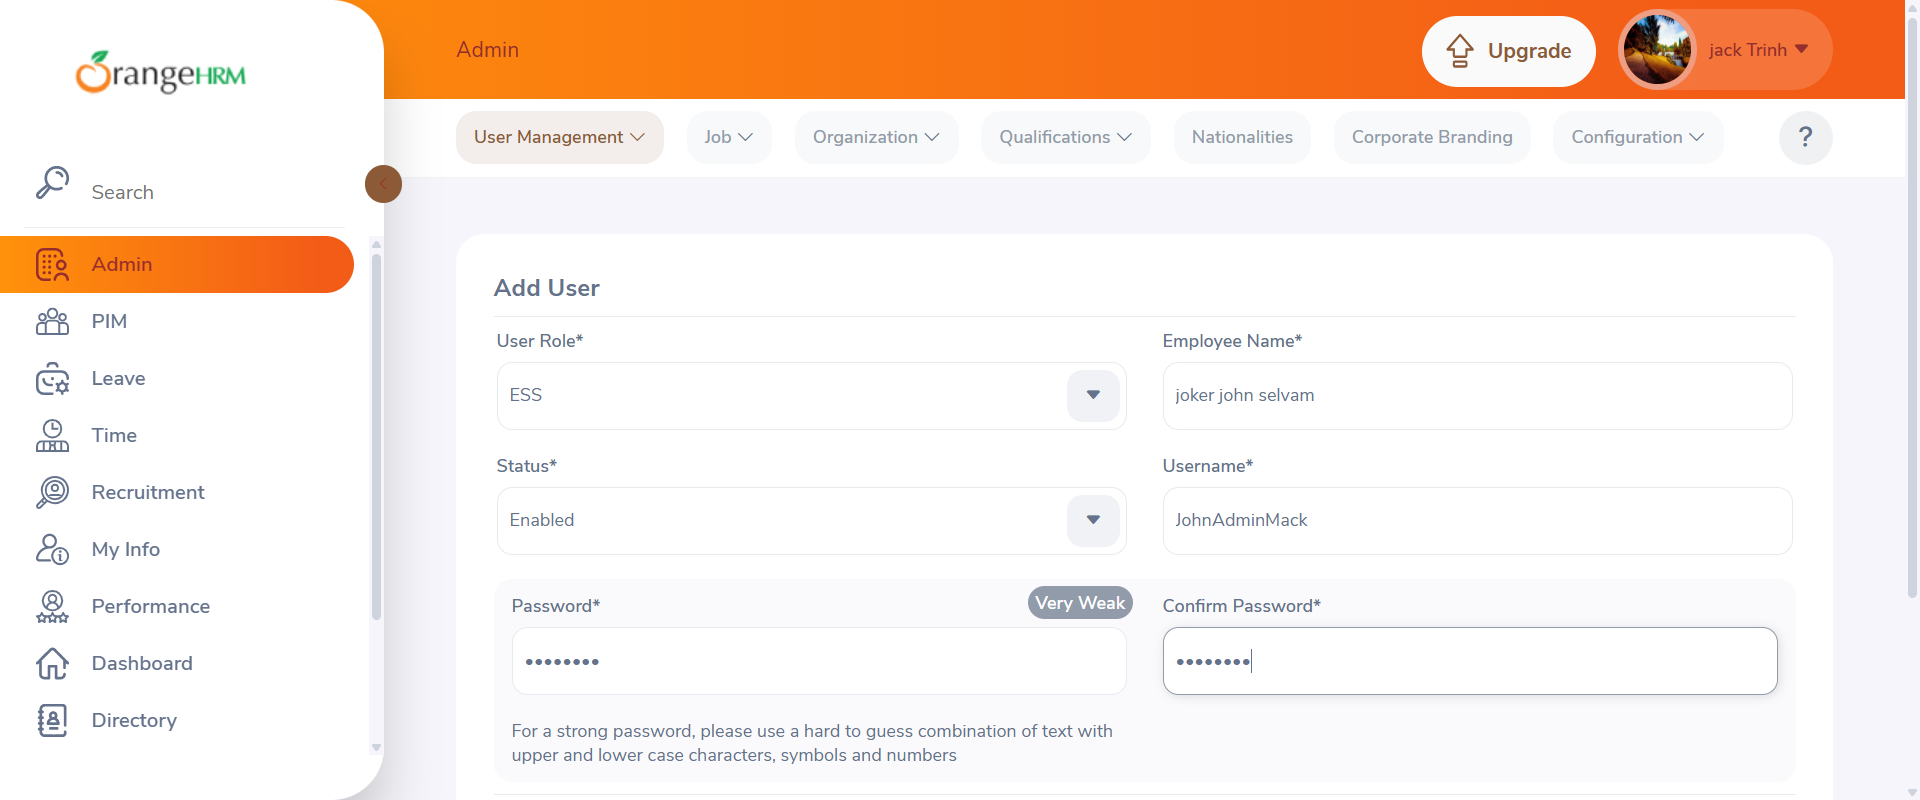 OrangeHRM
Admin
Upgrade
jack Trinh
User Management
Job
Organization
Qualifications
Nationalities
Corporate Branding
Configuration
?
Search
Admin
PIM
Leave
Time
Recruitment
My Info
Performance
Dashboard
Directory
Add User
User Role*
Employee Name*
ESS
joker john selvam
Status*
Username*
Enabled
JohnAdminMack
Password*
Very Weak
Confirm Password*
••••••••
••••••••
For a strong password, please use a hard to guess combination of text with
upper and lower case characters, symbols and numbers